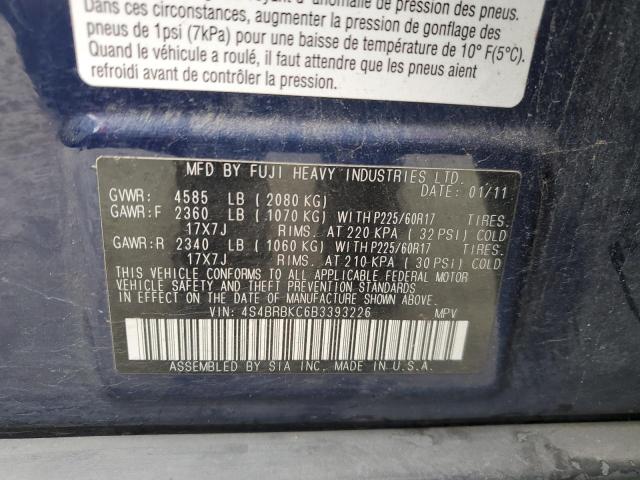 Dans ces circonstances, augmenter la pression de gonflage
des pneus de 1psi (7kPa) pour une baisse de température de 10° F(5°C).
Quand le véhicule a roulé, il faut attendre que les pneus aient
refroidi avant de contrôler la pression.
MFD BY FUJI HEAVY INDUSTRIES LTD.
DATE: 01/11
GVWR: 4585 LB ( 2080 KG)
GAWR:F 2360 LB ( 1070 KG) WITH P225/60R17 TIRES.
17X7J RIMS. AT 220 KPA ( 32 PSI) COLD
GAWR:R 2340 LB ( 1060 KG) WITH P225/60R17 TIRES.
17X7J RIMS. AT 210 KPA ( 30 PSI) COLD
THIS VEHICLE CONFORMS TO ALL APPLICABLE FEDERAL MOTOR
VEHICLE SAFETY AND THEFT PREVENTION STANDARDS
IN EFFECT ON THE DATE OF MANUFACTURE SHOWN ABOVE.
VIN: 4S4BRBKC6B3393226 MPV
ASSEMBLED BY SIA INC. MADE IN U.S.A.